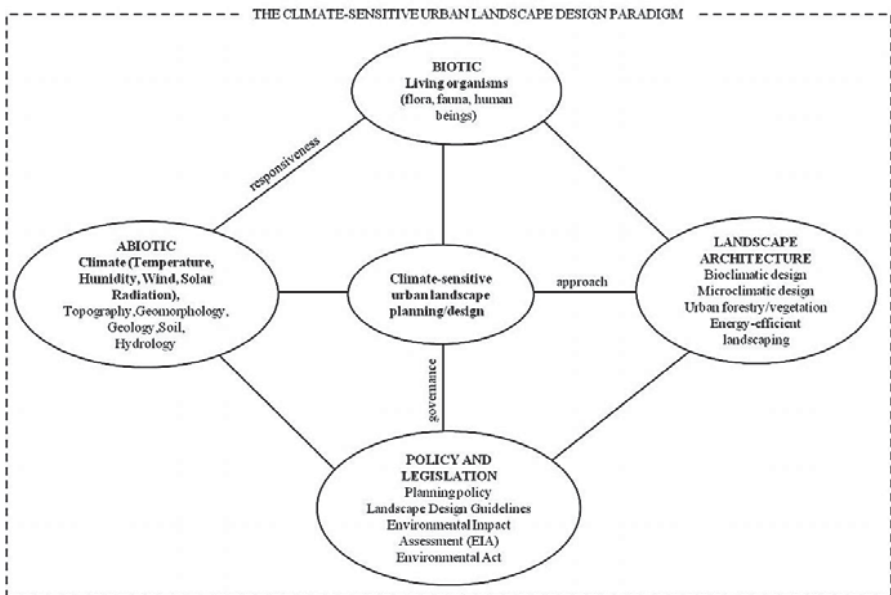 THE CLIMATE-SENSITIVE URBAN LANDSCAPE DESIGN PARADIGM
BIOTIC
Living organisms
(flora, fauna, human
beings)
responsiveness
ABIOTIC
Climate (Temperature,
Humidity, Wind, Solar
Radiation),
Topography, Geomorphology,
Geology, Soil,
Hydrology
Climate-sensitive
urban landscape
planning/design
approach
LANDSCAPE
ARCHITECTURE
Bioclimatic design
Microclimatic design
Urban forestry/vegetation
Energy-efficient
landscaping
governance
POLICY AND
LEGISLATION
Planning policy
Landscape Design Guidelines
Environmental Impact
Assessment (EIA)
Environmental Act